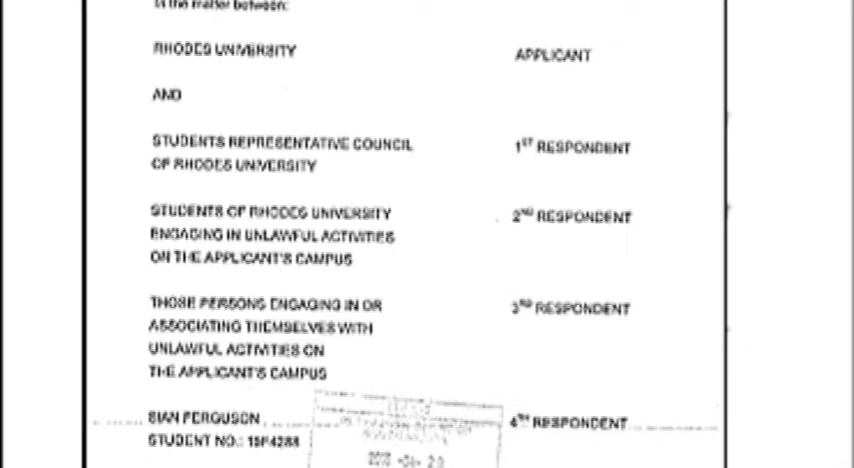 In the matter between:
RHODES UNIVERSITY
APPLICANT
AND
STUDENTS REPRESENTATIVE COUNCIL
OF RHODES UNIVERSITY
1ST RESPONDENT
STUDENTS OF RHODES UNIVERSITY
ENGAGING IN UNLAWFUL ACTIVITIES
ON THE APPLICANT'S CAMPUS
2ND RESPONDENT
THOSE PERSONS ENGAGING IN OR
ASSOCIATING THEMSELVES WITH
UNLAWFUL ACTIVITIES ON
THE APPLICANT'S CAMPUS
3RD RESPONDENT
SIAN FERGUSON
STUDENT NO.:
4TH RESPONDENT